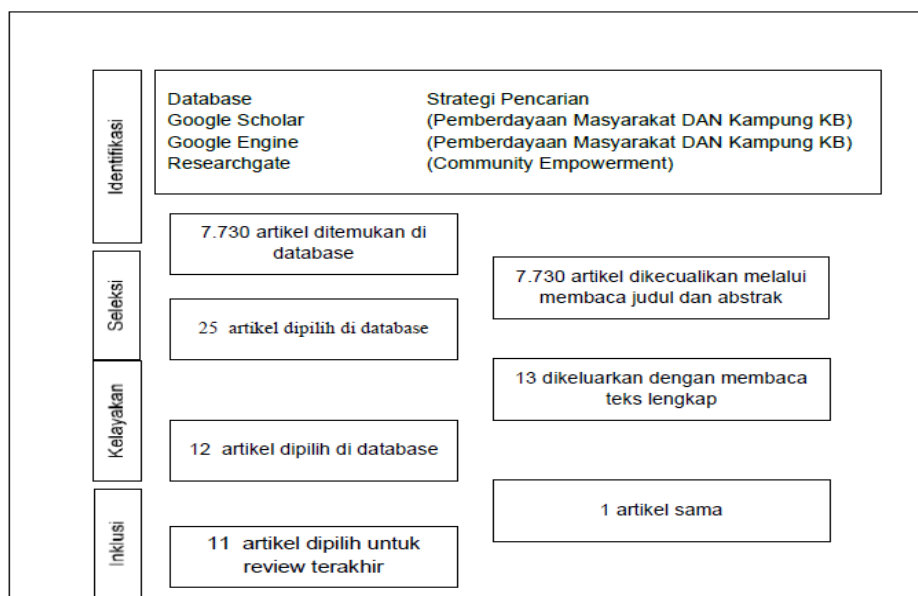 Identifikasi
Database Strategi Pencarian
Google Scholar (Pemberdayaan Masyarakat DAN Kampung KB)
Google Engine (Pemberdayaan Masyarakat DAN Kampung KB)
Researchgate (Community Empowerment)
7.730 artikel ditemukan di
database
Seleksi
7.730 artikel dikecualikan melalui
membaca judul dan abstrak
25 artikel dipilih di database
Kelayakan
13 dikeluarkan dengan membaca
teks lengkap
12 artikel dipilih di database
Inklusi
1 artikel sama
11 artikel dipilih untuk
review terakhir